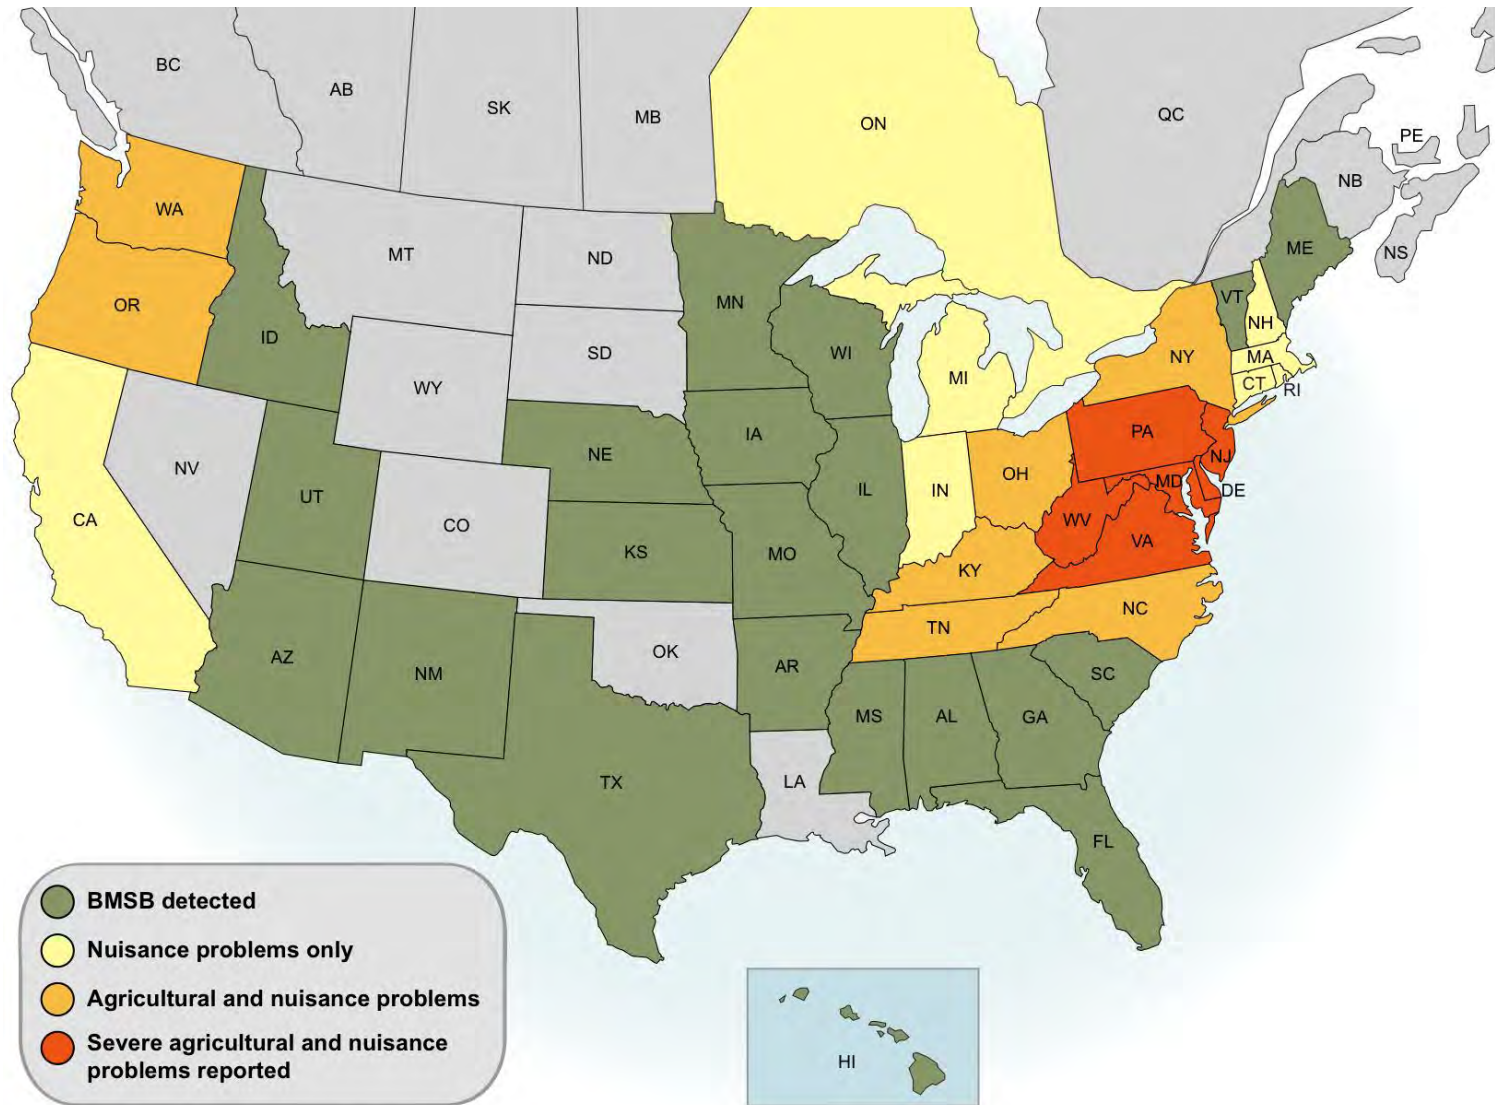 BC
AB
SK
MB
ON
QC
PE
NB
NS
WA
MT
ND
MN
ME
VT
OR
ID
SD
WI
NH
NY
MA
WY
MI
CT
RI
PA
IA
NE
NJ
NV
OH
MD
DE
UT
IL
IN
CA
CO
WV
VA
KS
MO
KY
NC
TN
AZ
OK
AR
NM
SC
MS
AL
GA
TX
LA
FL
HI
BMSB detected
Nuisance problems only
Agricultural and nuisance problems
Severe agricultural and nuisance
problems reported